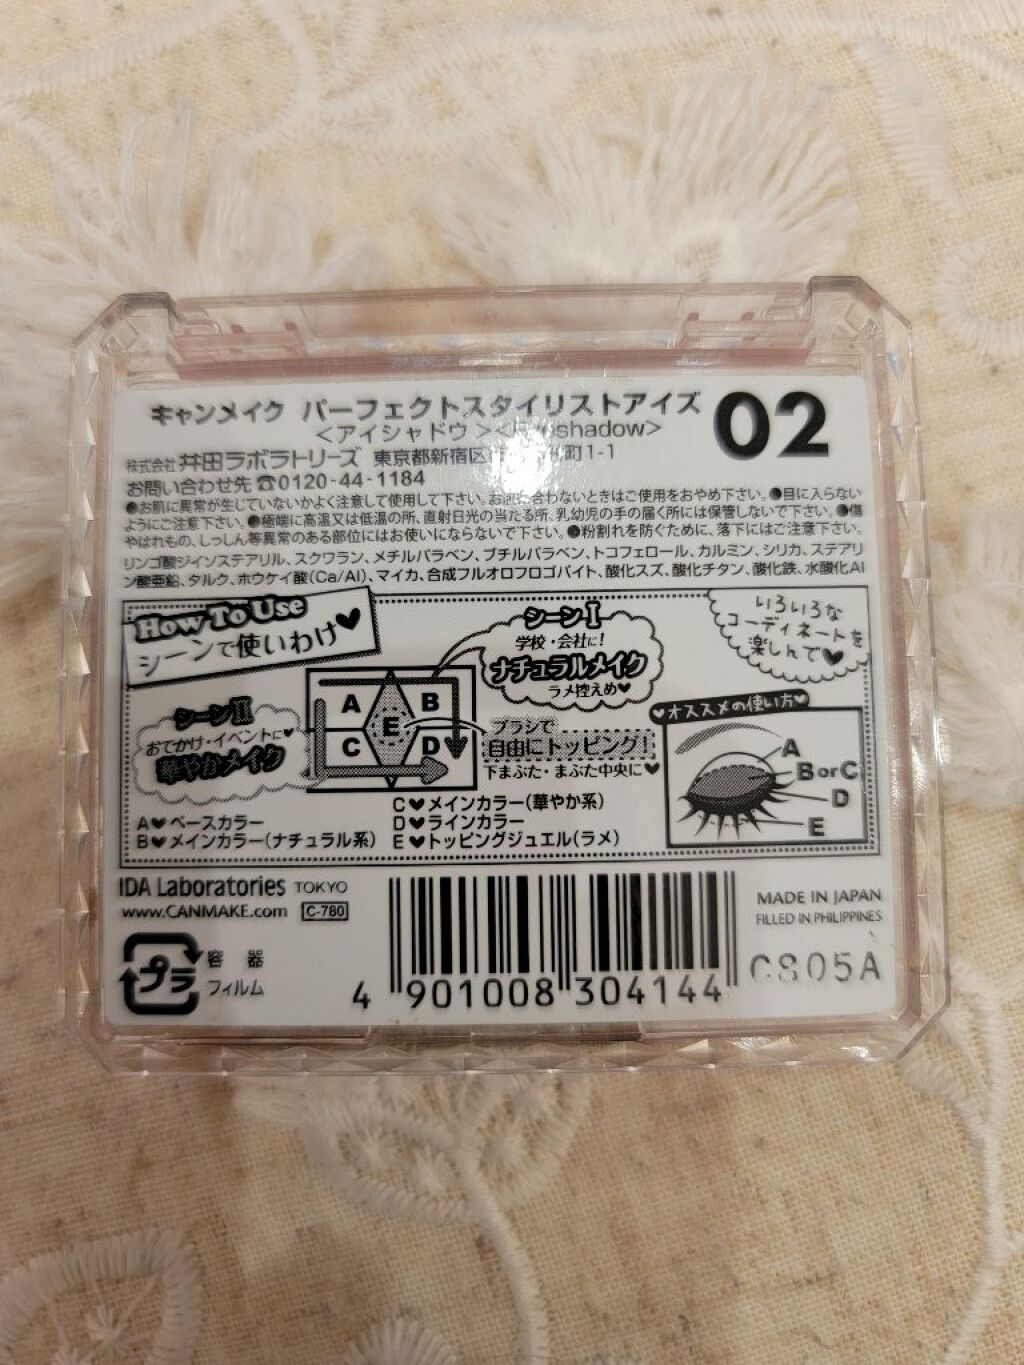 キャンメイク パーフェクトスタイリストアイズ 02
<アイシャドウ><Eyeshadow>
株式会社井田ラボラトリーズ 東京都新宿区 町1-1
お問い合わせ先☎0120-44-1184
●お肌に異常が生じていないかよく注意して使用して下さい。お肌に合わないときはご使用をおやめ下さい。●目に入らない
ようにご注意下さい。●極端に高温又は低温の所、直射日光の当たる所、乳幼児の手の届く所には保管しないで下さい。●傷
やはれもの、しっしん等異常のある部位にはお使いにならないで下さい。●粉割れを防ぐために、落下にはご注意下さい。
リンゴ酸ジイソステアリル、スクワラン、メチルパラベン、ブチルパラベン、トコフェロール、カルミン、シリカ、ステアリ
ン酸亜鉛、タルク、ホウケイ酸(Ca/Al)、マイカ、合成フルオロフロゴパイト、酸化スズ、酸化チタン、酸化鉄、水酸化Al
How To Use
シーンで使いわけ♥
シーンⅠ
学校・会社に!
ナチュラルメイク
ラメ控えめ♥
いろいろな
コーディネートを
楽しんで♥
シーンⅡ
おでかけ・イベントに♥
華やかメイク
A B
E
C D
ブラシで
自由にトッピング!
下まぶた・まぶた中央に♥
♥オススメの使い方♥
A
B or C
D
E
A♥ベースカラー
B♥メインカラー(ナチュラル系)
C♥メインカラー(華やか系)
D♥ラインカラー
E♥トッピングジュエル(ラメ)
IDA Laboratories TOKYO
www.CANMAKE.com C-780
プラ
容器
フィルム
4 901008 304144
MADE IN JAPAN
FILLED IN PHILIPPINES
CS05A